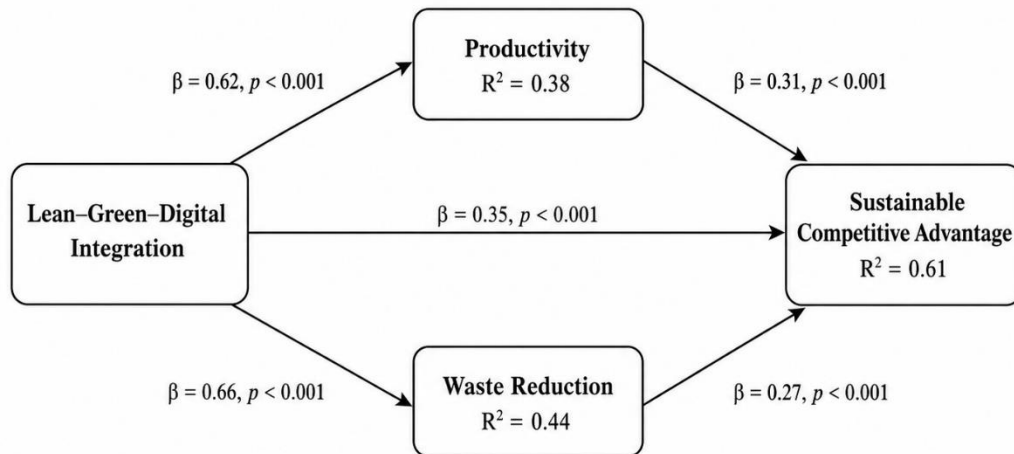 Productivity
R² = 0.38
β = 0.62, p < 0.001
β = 0.31, p < 0.001
Lean–Green–Digital
Integration
β = 0.35, p < 0.001
Sustainable
Competitive Advantage
R² = 0.61
β = 0.66, p < 0.001
Waste Reduction
R² = 0.44
β = 0.27, p < 0.001